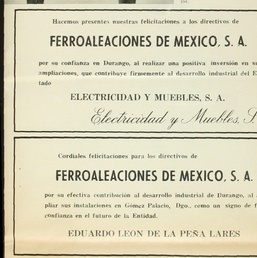 Hacemos presentes nuestras felicitaciones a los directivos de
FERROALEACIONES DE MEXICO, S. A.
por su confianza en Durango, al realizar una positiva inversión en su
ampliaciones, que contribuye firmemente al desarrollo industrial del E
tado
ELECTRICIDAD Y MUEBLES, S. A.
Electricidad y Muebles, S.
Cordiales felicitaciones para los directivos de
FERROALEACIONES DE MEXICO, S. A.
por su efectiva contribución al desarrollo industrial de Durango, al
pliar sus instalaciones en Gómez Palacio, Dgo., como un signo de f
confianza en el futuro de la Entidad.
EDUARDO LEON DE LA PEÑA LARES